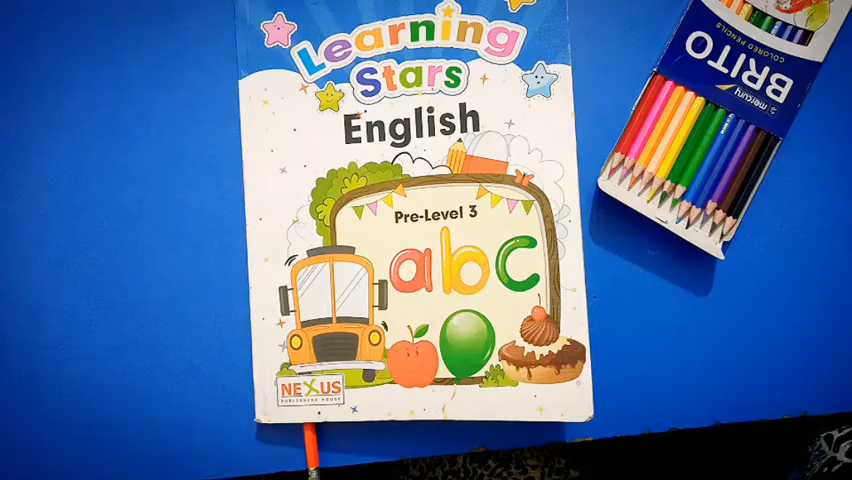 Learning
Stars
English
Pre-Level 3
abc
NEXUS
PUBLISHING HOUSE
BRITO
COLORED PENCILS
mercury